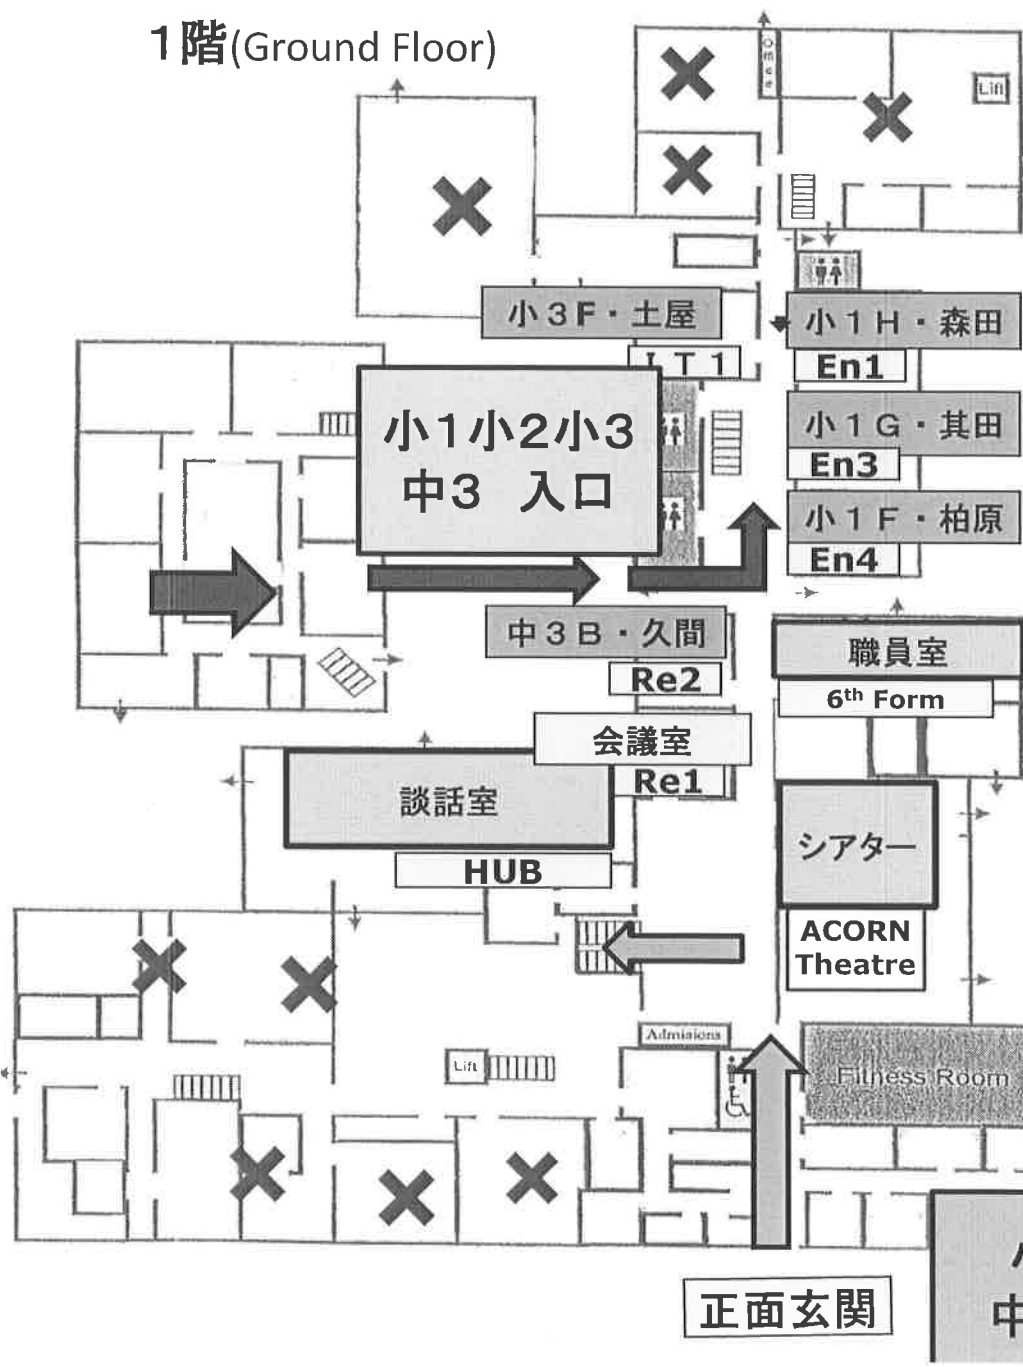 1階(Ground Floor)
Office
Lift
小3F・土屋
小1H・森田
IT1
En1
小1小2小3
中3 入口
小1G・其田
En3
小1F・柏原
En4
中3B・久間
職員室
Re2
6th Form
会議室
Re1
談話室
シアター
HUB
ACORN
Theatre
Admissions
Lift
Fitness Room
正面玄関
中